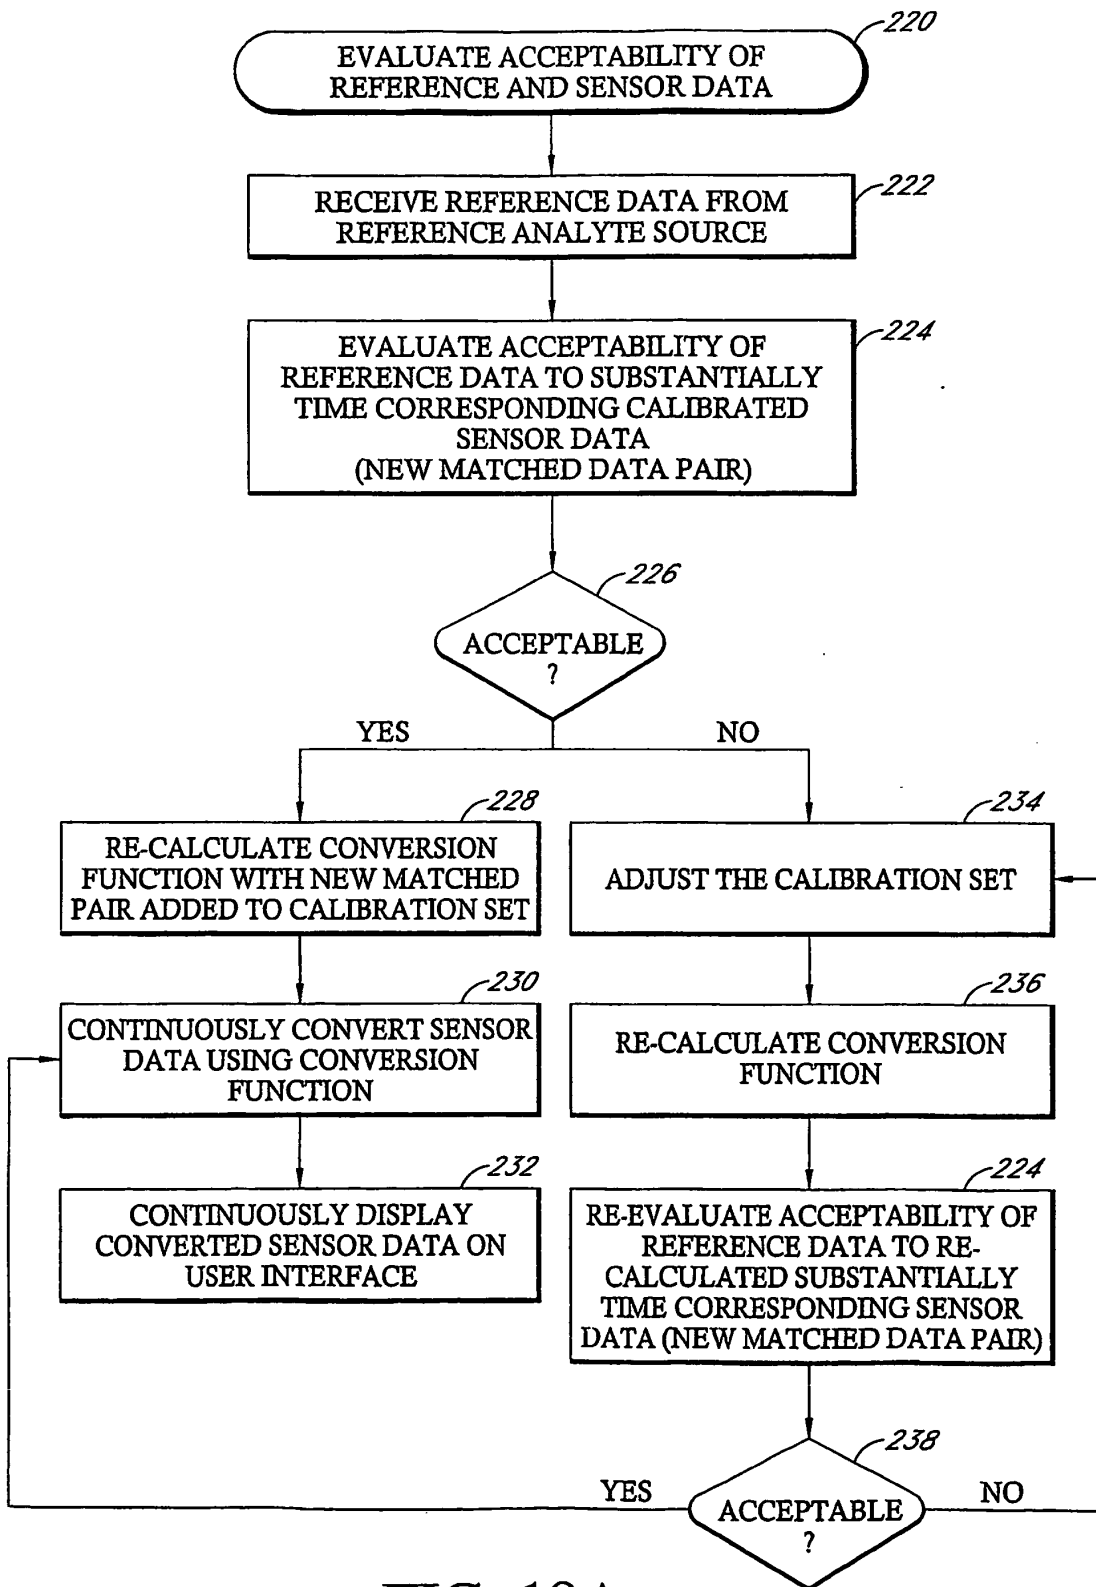 220
EVALUATE ACCEPTABILITY OF
REFERENCE AND SENSOR DATA
222
RECEIVE REFERENCE DATA FROM
REFERENCE ANALYTE SOURCE
224
EVALUATE ACCEPTABILITY OF
REFERENCE DATA TO SUBSTANTIALLY
TIME CORRESPONDING CALIBRATED
SENSOR DATA
(NEW MATCHED DATA PAIR)
226
ACCEPTABLE
?
YES
NO
228
RE-CALCULATE CONVERSION
FUNCTION WITH NEW MATCHED
PAIR ADDED TO CALIBRATION SET
234
ADJUST THE CALIBRATION SET
230
CONTINUOUSLY CONVERT SENSOR
DATA USING CONVERSION
FUNCTION
236
RE-CALCULATE CONVERSION
FUNCTION
232
CONTINUOUSLY DISPLAY
CONVERTED SENSOR DATA ON
USER INTERFACE
224
RE-EVALUATE ACCEPTABILITY OF
REFERENCE DATA TO RE-
CALCULATED SUBSTANTIALLY
TIME CORRESPONDING SENSOR
DATA (NEW MATCHED DATA PAIR)
238
ACCEPTABLE
?
YES
NO